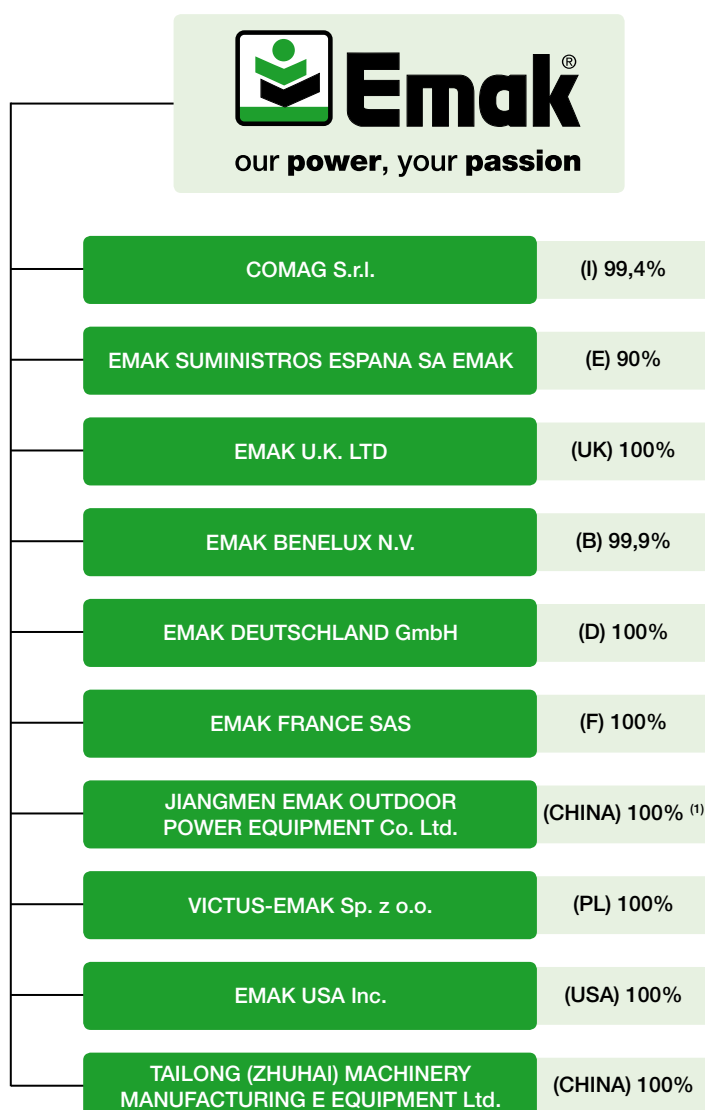 Emak®
our power, your passion
COMAG S.r.l.
(I) 99,4%
EMAK SUMINISTROS ESPANA SA EMAK
(E) 90%
EMAK U.K. LTD
(UK) 100%
EMAK BENELUX N.V.
(B) 99,9%
EMAK DEUTSCHLAND GmbH
(D) 100%
EMAK FRANCE SAS
(F) 100%
JIANGMEN EMAK OUTDOOR
POWER EQUIPMENT Co. Ltd.
(CHINA) 100% (1)
VICTUS-EMAK Sp. z o.o.
(PL) 100%
EMAK USA Inc.
(USA) 100%
TAILONG (ZHUHAI) MACHINERY
MANUFACTURING E EQUIPMENT Ltd.
(CHINA) 100%